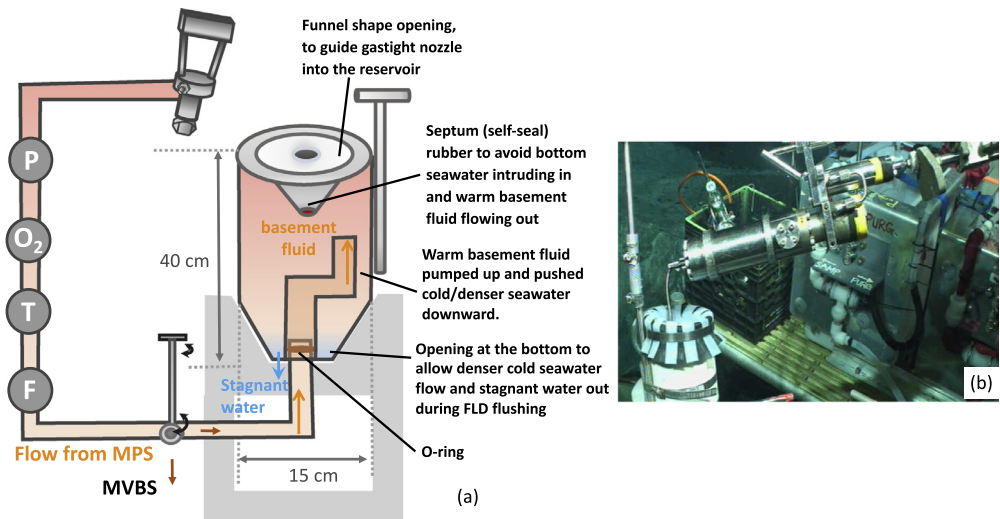 Funnel shape opening,
to guide gastight nozzle
into the reservoir
Septum (self-seal)
rubber to avoid bottom
seawater intruding in
and warm basement
fluid flowing out
basement
fluid
Warm basement fluid
pumped up and pushed
cold/denser seawater
downward.
Opening at the bottom to
allow denser cold seawater
flow and stagnant water out
during FLD flushing
O-ring
P
O2
T
F
40 cm
Stagnant
water
Flow from MPS
MVBS
15 cm
(a)
PURG.
SAMP
PURG
(b)